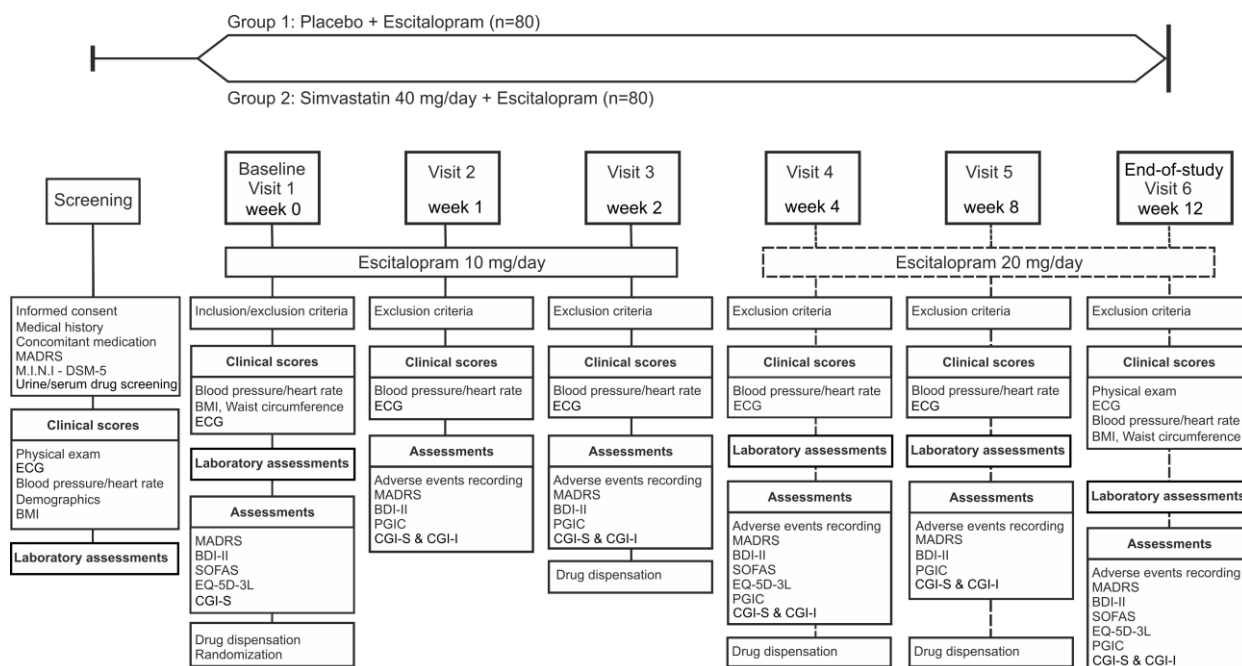 Group 1: Placebo + Escitalopram (n=80)
Group 2: Simvastatin 40 mg/day + Escitalopram (n=80)
Screening
Baseline
Visit 1
week 0
Visit 2
week 1
Visit 3
week 2
Visit 4
week 4
Visit 5
week 8
End-of-study
Visit 6
week 12
Escitalopram 10 mg/day
Escitalopram 20 mg/day
Informed consent
Medical history
Concomitant medication
MADRS
M.I.N.I - DSM-5
Urine/serum drug screening
Clinical scores
Physical exam
ECG
Blood pressure/heart rate
Demographics
BMI
Laboratory assessments
Inclusion/exclusion criteria
Clinical scores
Blood pressure/heart rate
BMI, Waist circumference
ECG
Laboratory assessments
Assessments
MADRS
BDI-II
SOFAS
EQ-5D-3L
CGI-S
Drug dispensation
Randomization
Exclusion criteria
Clinical scores
Blood pressure/heart rate
ECG
Assessments
Adverse events recording
MADRS
BDI-II
PGIC
CGI-S & CGI-I
Exclusion criteria
Clinical scores
Blood pressure/heart rate
ECG
Assessments
Adverse events recording
MADRS
BDI-II
PGIC
CGI-S & CGI-I
Drug dispensation
Exclusion criteria
Clinical scores
Blood pressure/heart rate
ECG
Laboratory assessments
Assessments
Adverse events recording
MADRS
BDI-II
SOFAS
EQ-5D-3L
PGIC
CGI-S & CGI-I
Drug dispensation
Exclusion criteria
Clinical scores
Blood pressure/heart rate
ECG
Laboratory assessments
Assessments
Adverse events recording
MADRS
BDI-II
PGIC
CGI-S & CGI-I
Drug dispensation
Exclusion criteria
Clinical scores
Physical exam
ECG
Blood pressure/heart rate
BMI, Waist circumference
Laboratory assessments
Assessments
Adverse events recording
MADRS
BDI-II
SOFAS
EQ-5D-3L
PGIC
CGI-S & CGI-I